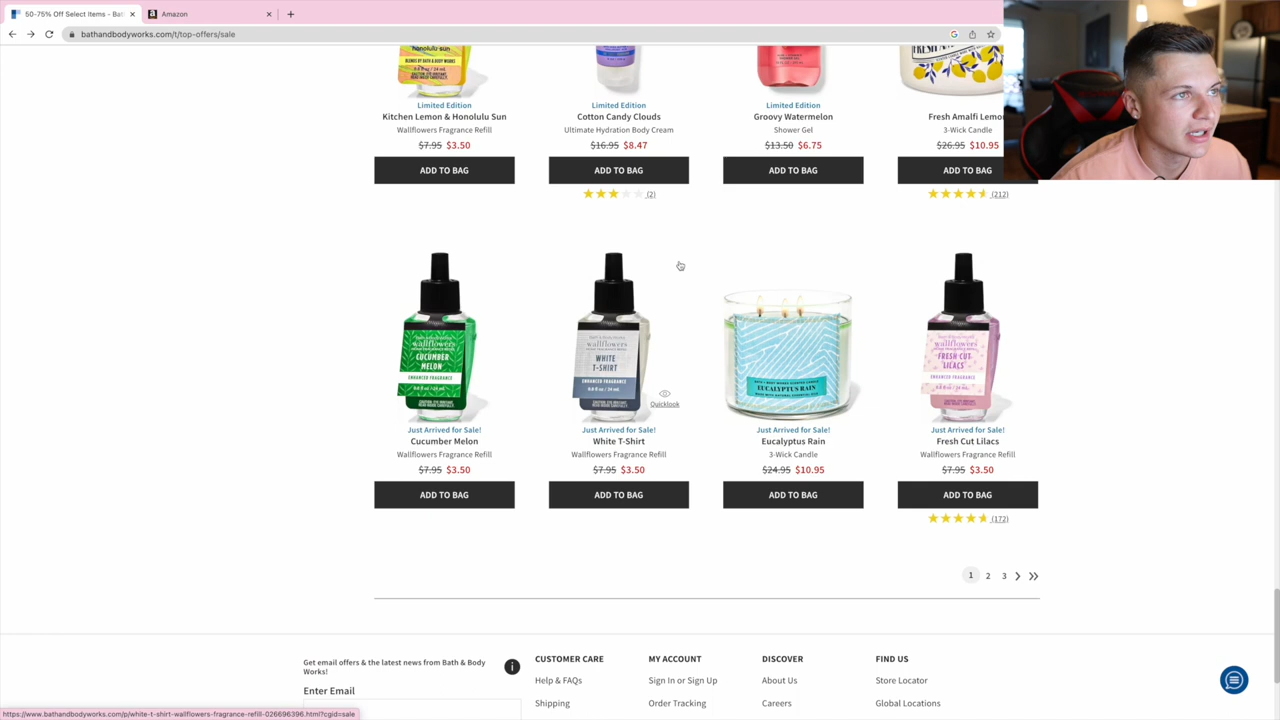 50-75% Off Select Items - Bat
Amazon
bathandbodyworks.com/t/top-offers/sale
honolulu sun
Limited Edition
Kitchen Lemon & Honolulu Sun
Wallflowers Fragrance Refill
$7.95 $3.50
ADD TO BAG
Limited Edition
Cotton Candy Clouds
Ultimate Hydration Body Cream
$16.95 $8.47
ADD TO BAG
(2)
Limited Edition
Groovy Watermelon
Shower Gel
$13.50 $6.75
ADD TO BAG
Fresh Amalfi Lemon
3-Wick Candle
$26.95 $10.95
ADD TO BAG
(212)
wallflowers
CUCUMBER
MELON
ENHANCED FRAGRANCE
Just Arrived for Sale!
Cucumber Melon
Wallflowers Fragrance Refill
$7.95 $3.50
ADD TO BAG
wallflowers
WHITE
T-SHIRT
ENHANCED FRAGRANCE
Quicklook
Just Arrived for Sale!
White T-Shirt
Wallflowers Fragrance Refill
$7.95 $3.50
ADD TO BAG
EUCALYPTUS RAIN
Just Arrived for Sale!
Eucalyptus Rain
3-Wick Candle
$24.95 $10.95
ADD TO BAG
wallflowers
FRESH CUT
LILACS
ENHANCED FRAGRANCE
Just Arrived for Sale!
Fresh Cut Lilacs
Wallflowers Fragrance Refill
$7.95 $3.50
ADD TO BAG
(172)
1 2 3
Get email offers & the latest news from Bath & Body
Works!
Enter Email
CUSTOMER CARE
Help & FAQs
Shipping
MY ACCOUNT
Sign In or Sign Up
Order Tracking
DISCOVER
About Us
Careers
FIND US
Store Locator
Global Locations
https://www.bathandbodyworks.com/p/white-t-shirt-wallflowers-fragrance-refill-026696396.html?cgid=sale